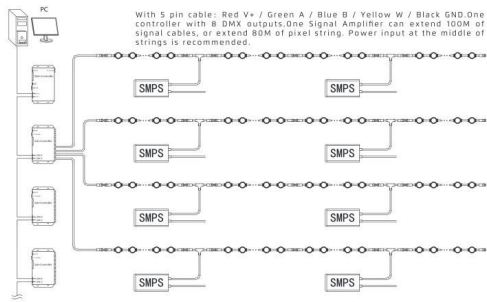 PC
With 5 pin cable: Red V+ / Green A / Blue B / Yellow W / Black GND.One
controller with 8 DMX outputs.One Signal Amplifier can extend 100M of
signal cables, or extend 80M of pixel string. Power input at the middle of
strings is recommended.
SMPS
SMPS
SMPS
SMPS
SMPS
SMPS
SMPS
SMPS